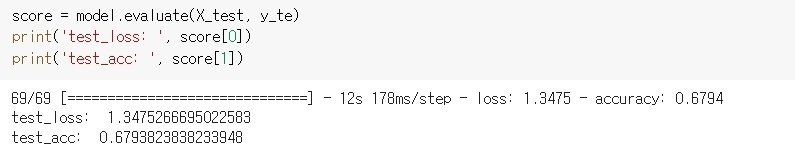 score = model.evaluate(X_test, y_te)
print('test_loss: ', score[0])
print('test_acc: ', score[1])
69/69 [==============================] - 12s 178ms/step - loss: 1.3475 - accuracy: 0.6794
test_loss:  1.3475266695022583
test_acc:  0.6793823838233948